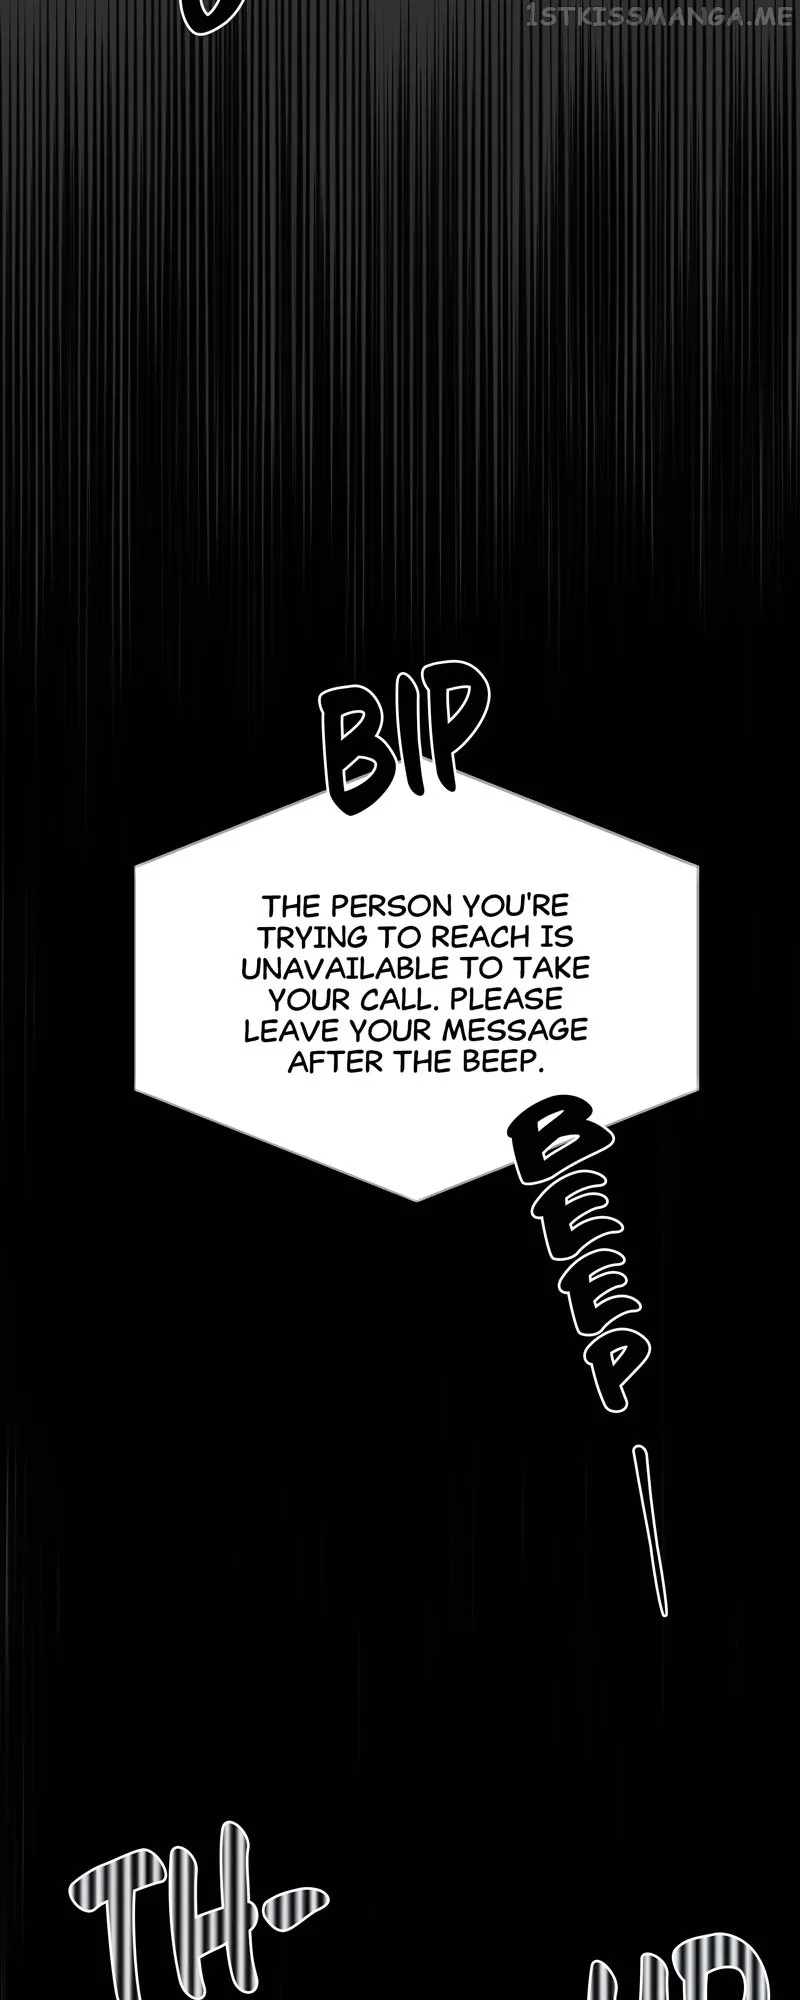 1STKISSMANGA.ME
BIP
THE PERSON YOU'RE
TRYING TO REACH IS
UNAVAILABLE TO TAKE
YOUR CALL. PLEASE
LEAVE YOUR MESSAGE
AFTER THE BEEP.
BEEP
TH-